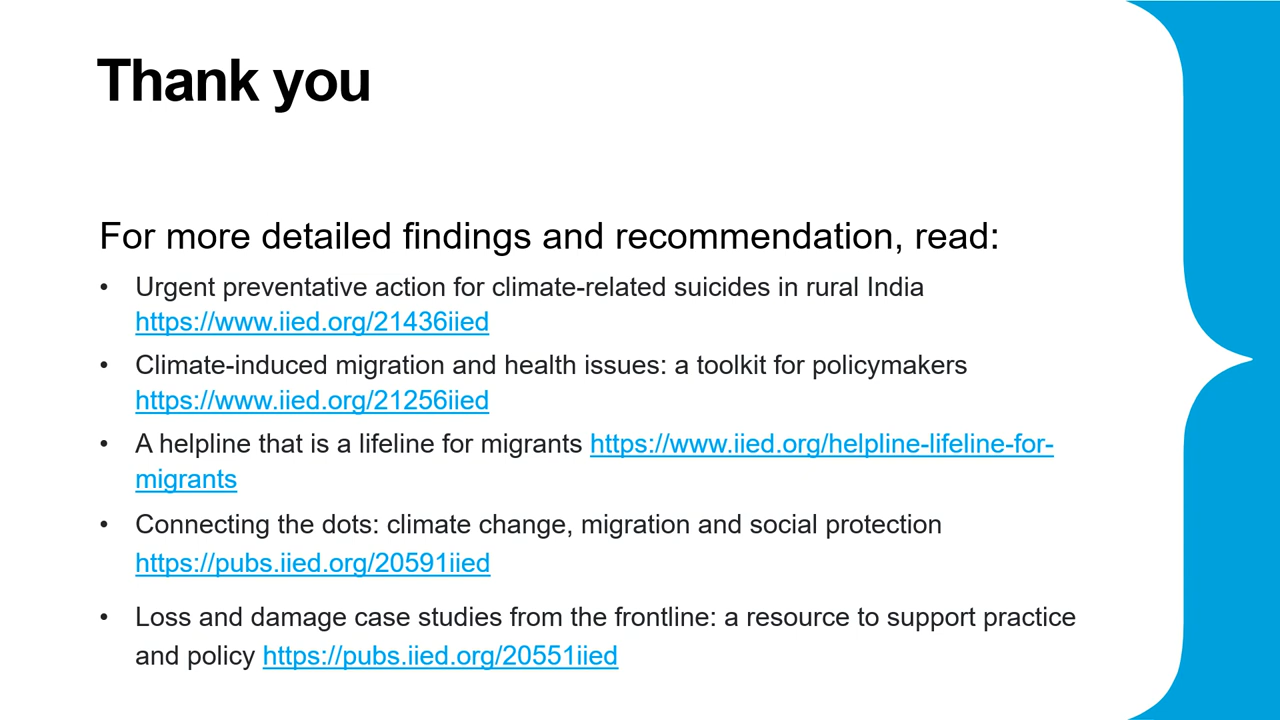 Thank you
For more detailed findings and recommendation, read:
• Urgent preventative action for climate-related suicides in rural India
https://www.iied.org/21436iied
• Climate-induced migration and health issues: a toolkit for policymakers
https://www.iied.org/21256iied
• A helpline that is a lifeline for migrants https://www.iied.org/helpline-lifeline-for-
migrants
• Connecting the dots: climate change, migration and social protection
https://pubs.iied.org/20591iied
• Loss and damage case studies from the frontline: a resource to support practice
and policy https://pubs.iied.org/20551iied